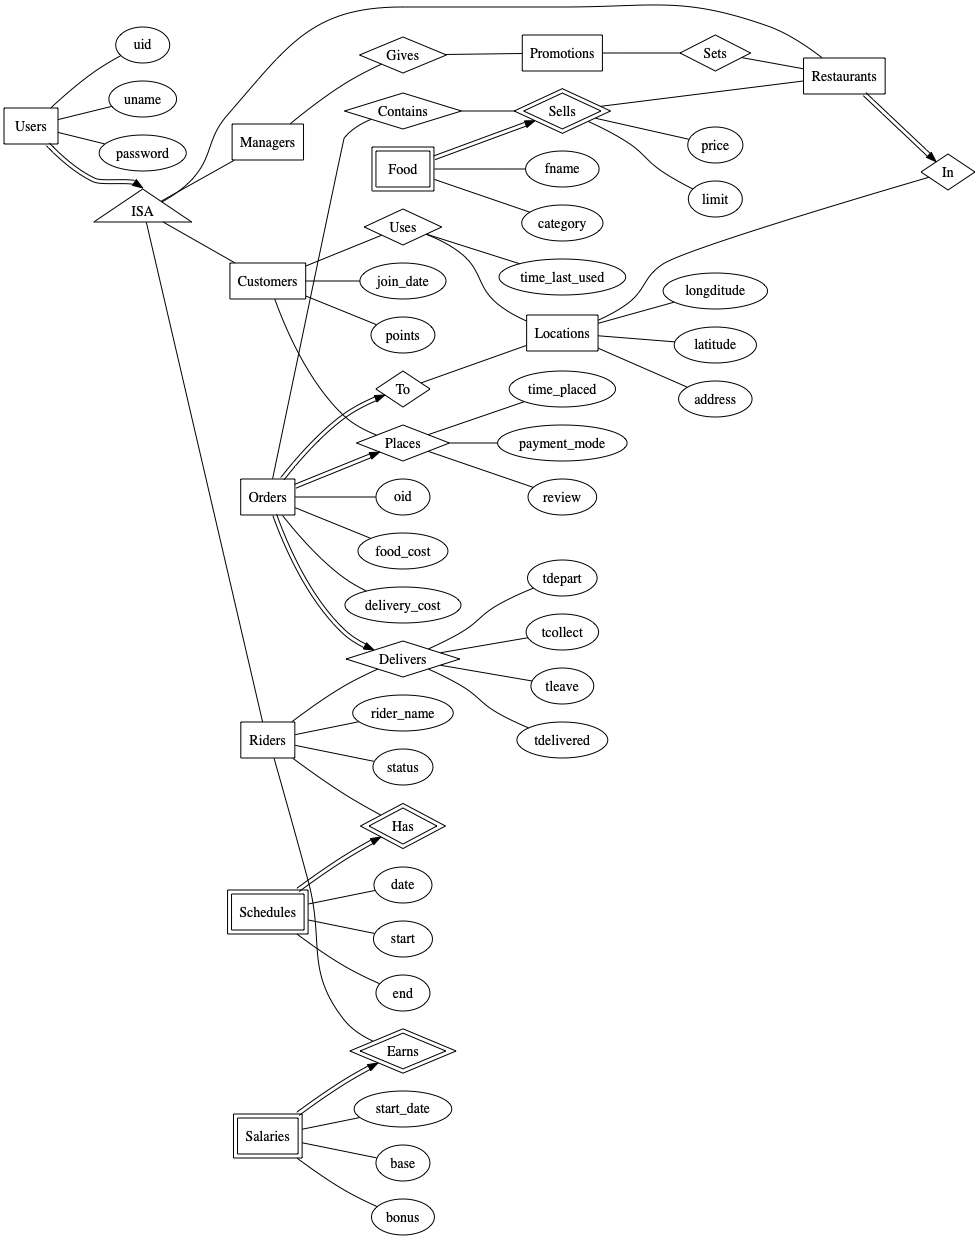 uid
Gives
Promotions
Sets
Restaurants
uname
Users
Contains
Sells
Managers
price
password
Food
fname
In
limit
ISA
category
Uses
time_last_used
Customers
join_date
longditude
points
Locations
latitude
To
time_placed
address
Places
payment_mode
Orders
oid
review
food_cost
tdepart
delivery_cost
tcollect
Delivers
tleave
rider_name
Riders
tdelivered
status
Has
date
Schedules
start
end
Earns
start_date
Salaries
base
bonus